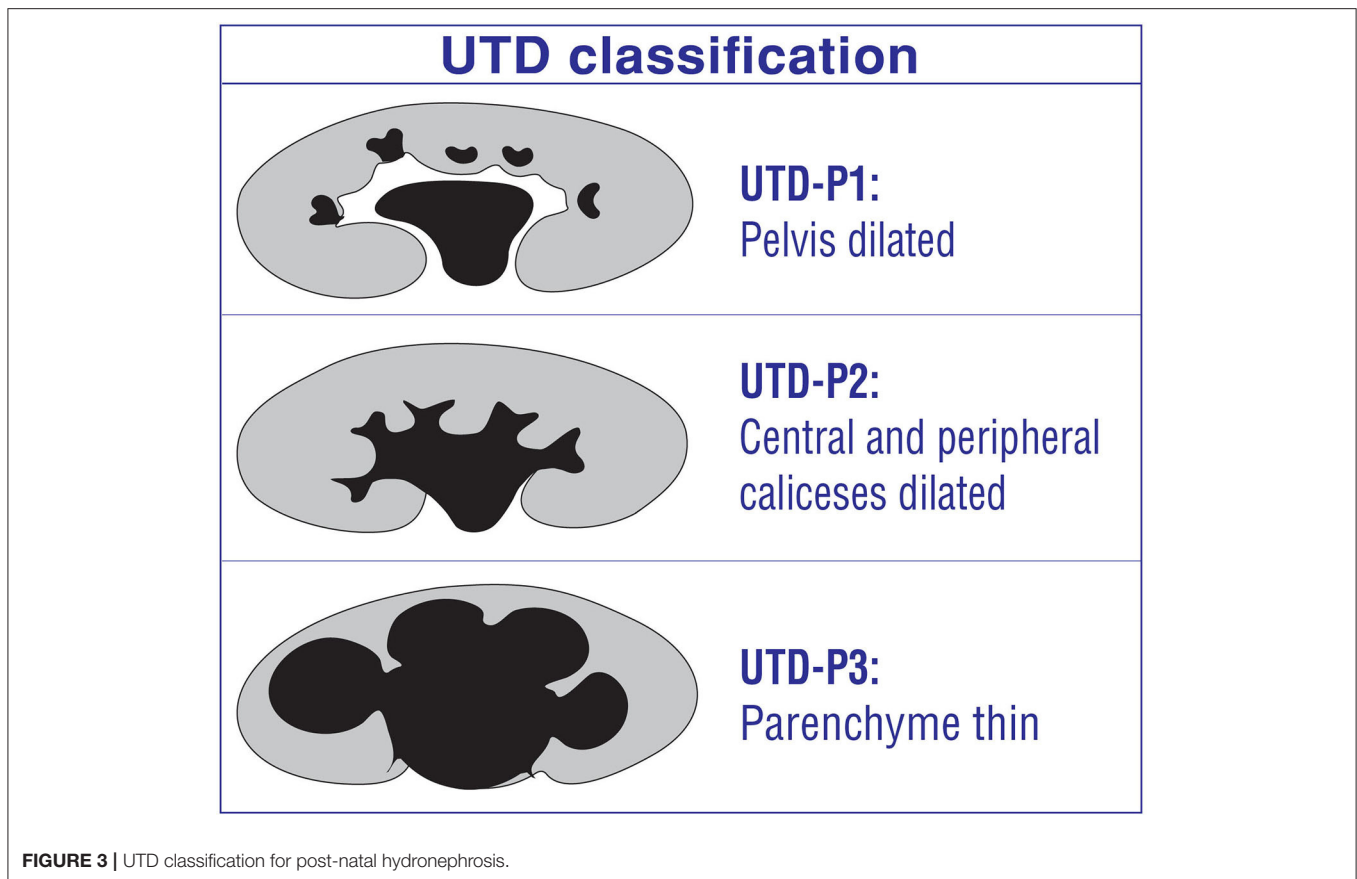 UTD classification
UTD-P1:
Pelvis dilated
UTD-P2:
Central and peripheral
caliceses dilated
UTD-P3:
Parenchyme thin
FIGURE 3 | UTD classification for post-natal hydronephrosis.